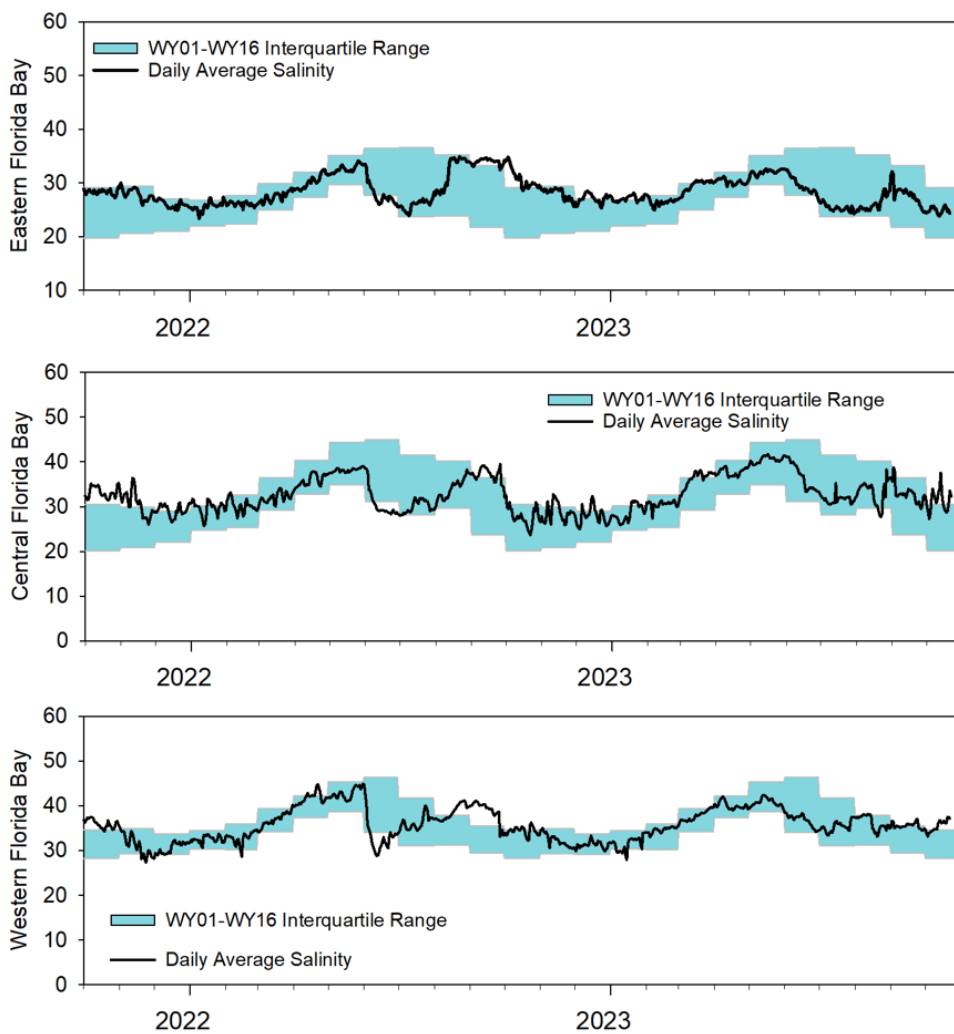 60
WY01-WY16 Interquartile Range
50
Daily Average Salinity
40
Eastern Florida Bay
30
20
10
2022 2023
60
WY01-WY16 Interquartile Range
50
Daily Average Salinity
40
Central Florida Bay
30
20
10
0
2022 2023
60
50
40
Western Florida Bay
30
20
WY01-WY16 Interquartile Range
10
Daily Average Salinity
0
2022 2023